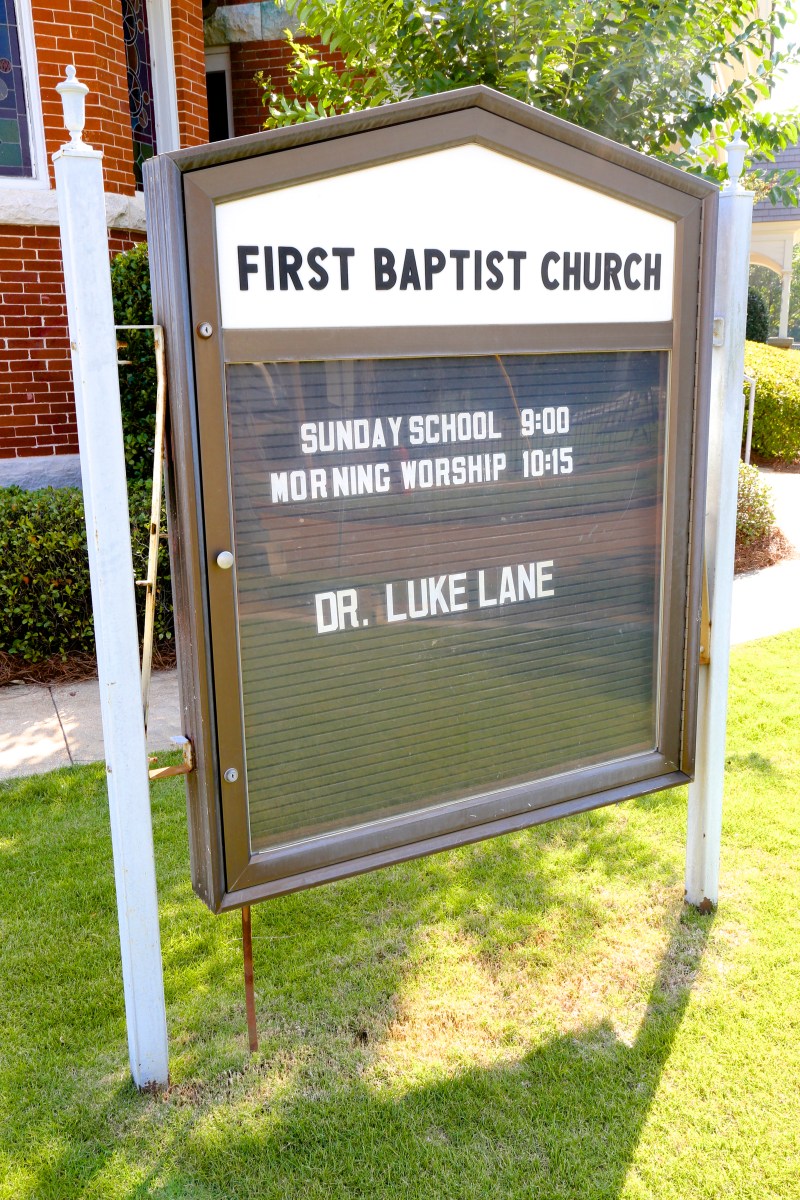 FIRST BAPTIST CHURCH
SUNDAY SCHOOL 9:00
MORNING WORSHIP 10:15
DR. LUKE LANE